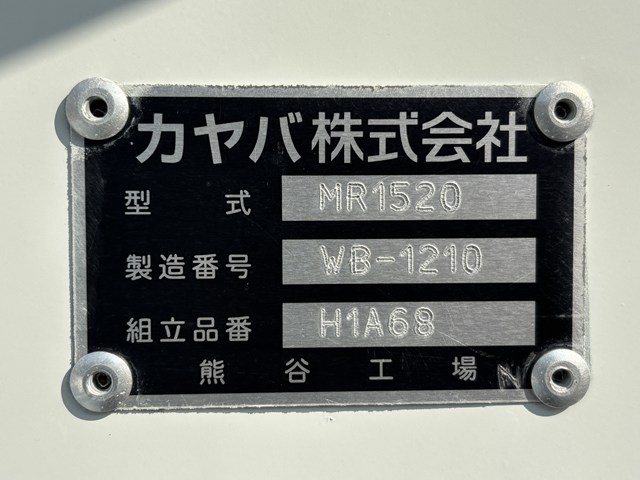 カヤバ株式会社
型式 MR1520
製造番号 WB-1210
組立品番 H1A68
熊谷工場